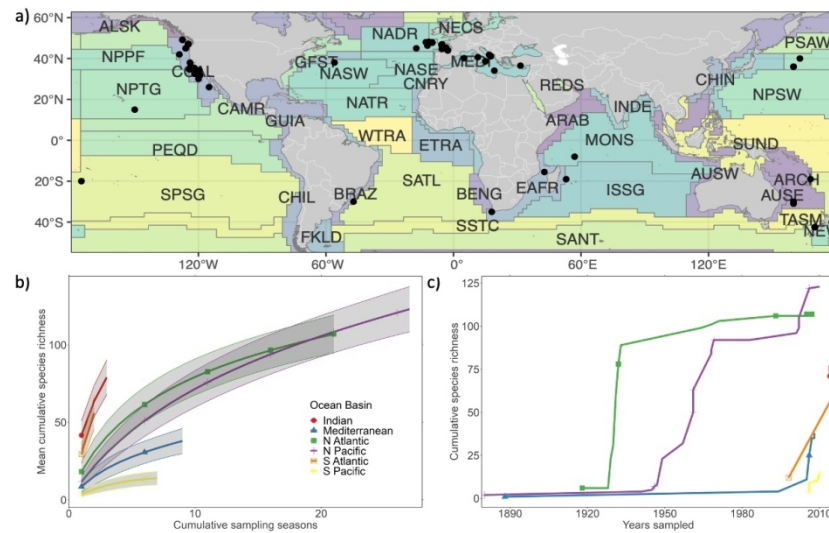 a)
60°N
40°N
20°N
0°
20°S
40°S
ALSK
NPPF
CCAL
NPTG
CAMR
GUIA
PEQD
SPSG
CHIL
FKLD
BRAZ
NADR
NECS
GFST
NASW
NASE
CNRY
MEDI
NATR
WTRA
ETRA
SATL
BENG
SSTC
SANT
REDS
ARAB
INDE
MONS
EAFR
ISSG
CHIN
PSAW
NPSW
SUND
AUSW
ARCH
AUSE
TASM
120°W
60°W
0°
60°E
120°E
b)
Mean cumulative species richness
100
50
0
0
10
20
Cumulative sampling seasons
Ocean Basin
Indian
Mediterranean
N Atlantic
N Pacific
S Atlantic
S Pacific
c)
Cumulative species richness
125
100
75
50
25
0
1890
1920
1950
1980
2010
Years sampled